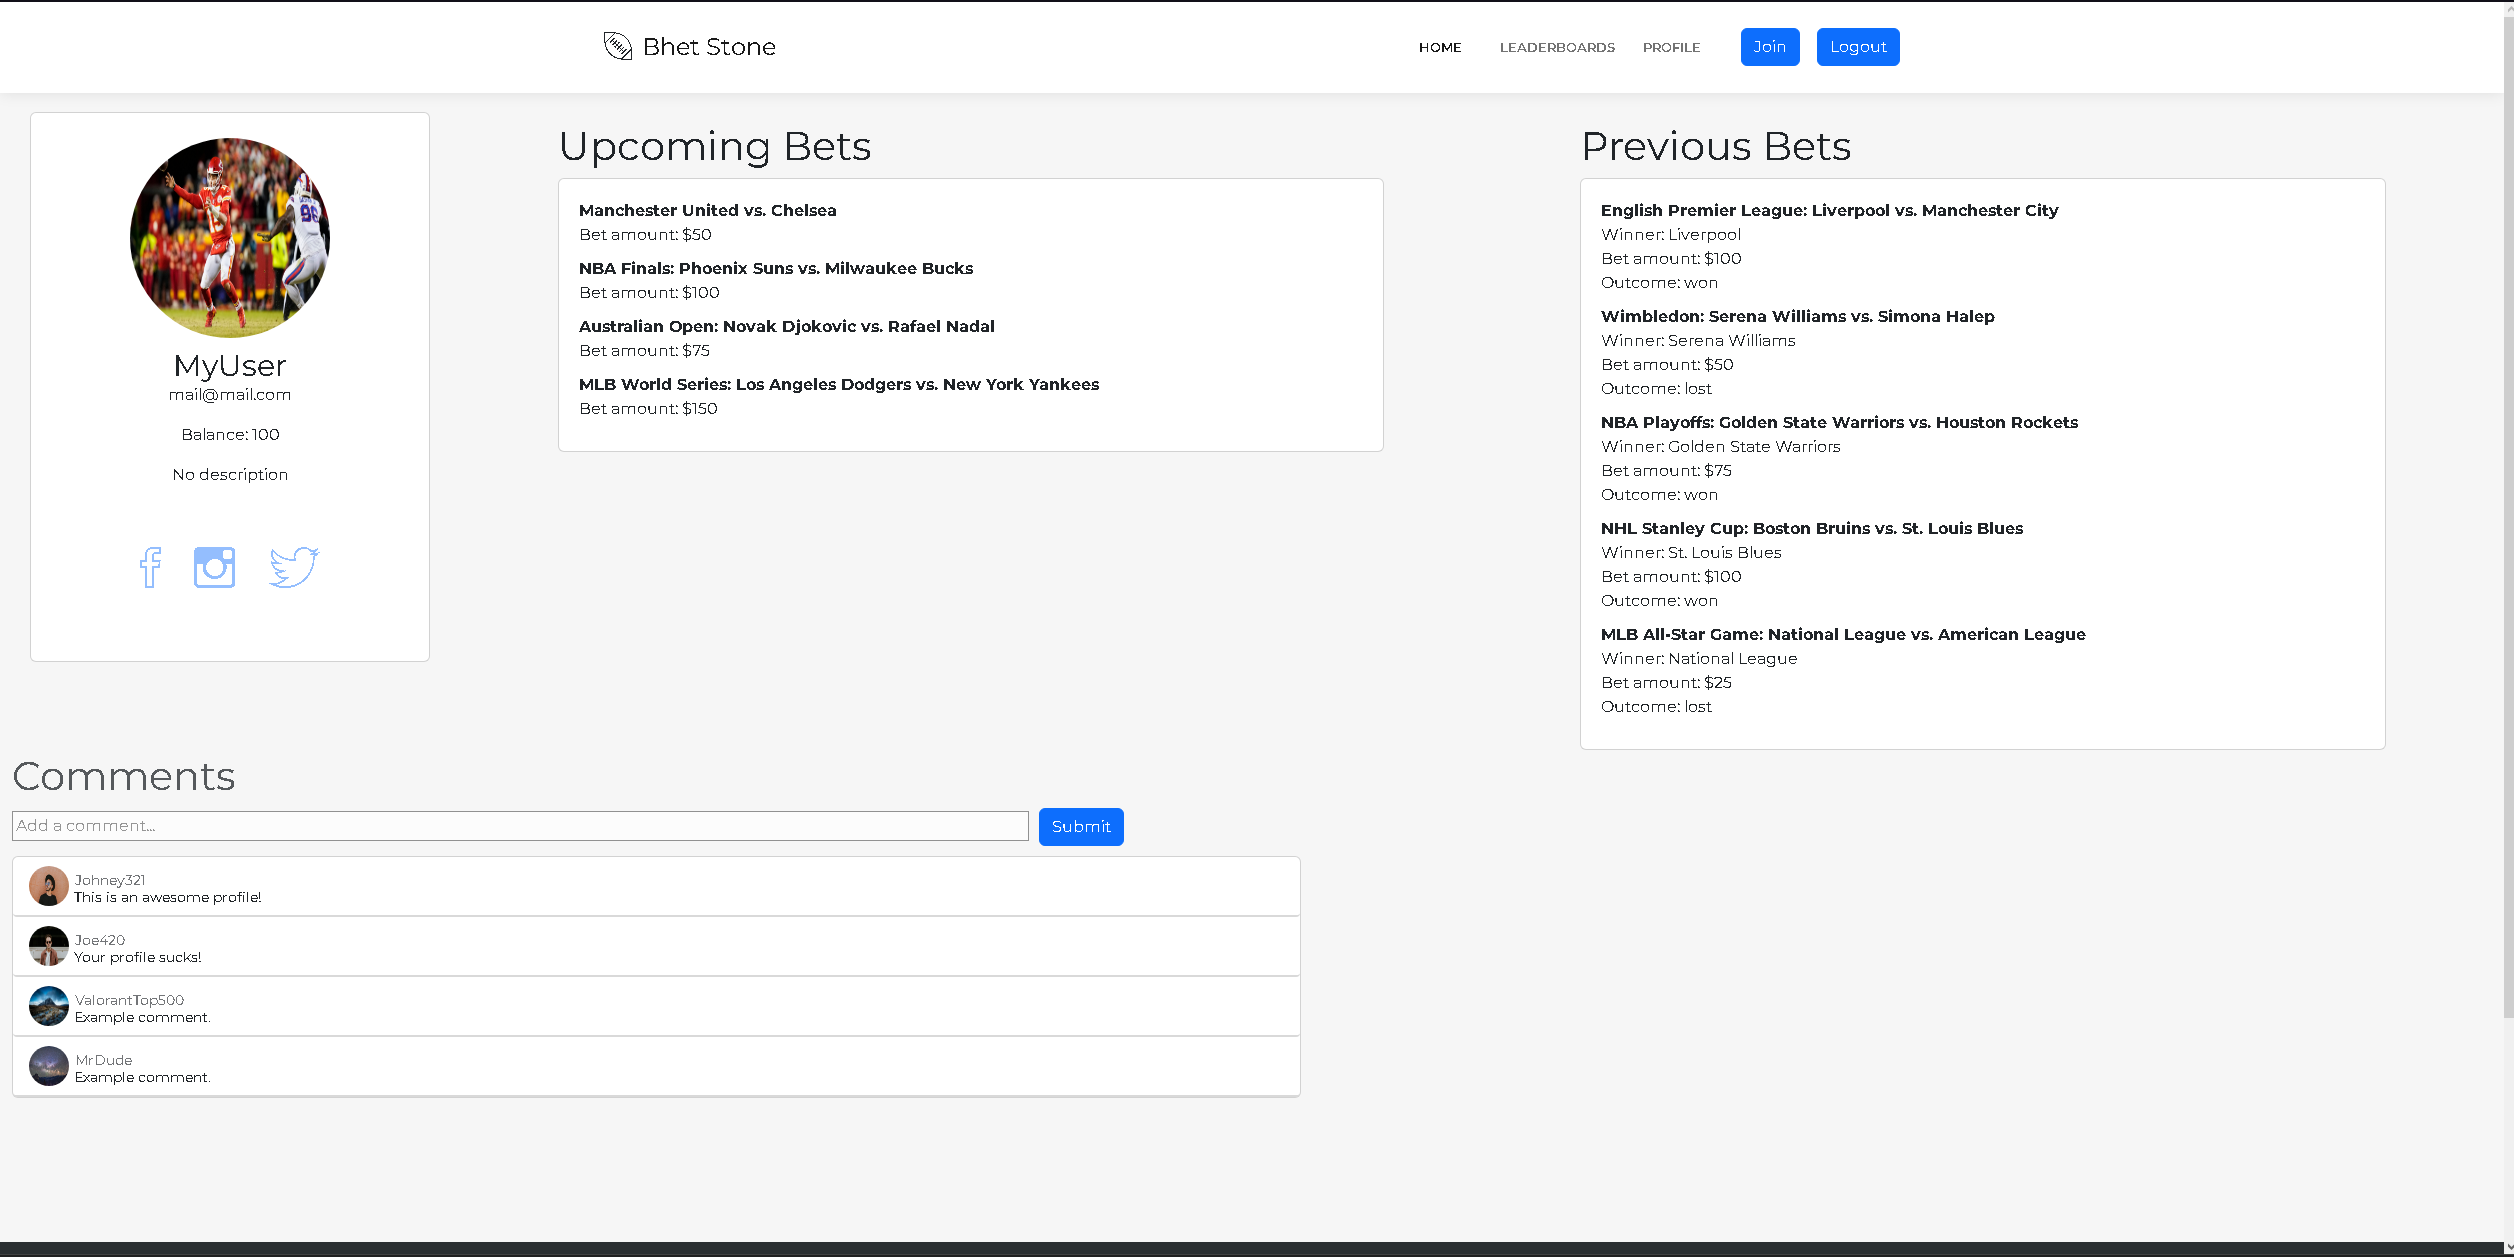 Bhet Stone
HOME
LEADERBOARDS
PROFILE
Join
Logout
MyUser
mail@mail.com
Balance: 100
No description
Upcoming Bets
Manchester United vs. Chelsea
Bet amount: $50
NBA Finals: Phoenix Suns vs. Milwaukee Bucks
Bet amount: $100
Australian Open: Novak Djokovic vs. Rafael Nadal
Bet amount: $75
MLB World Series: Los Angeles Dodgers vs. New York Yankees
Bet amount: $150
Previous Bets
English Premier League: Liverpool vs. Manchester City
Winner: Liverpool
Bet amount: $100
Outcome: won
Wimbledon: Serena Williams vs. Simona Halep
Winner: Serena Williams
Bet amount: $50
Outcome: lost
NBA Playoffs: Golden State Warriors vs. Houston Rockets
Winner: Golden State Warriors
Bet amount: $75
Outcome: won
NHL Stanley Cup: Boston Bruins vs. St. Louis Blues
Winner: St. Louis Blues
Bet amount: $100
Outcome: won
MLB All-Star Game: National League vs. American League
Winner: National League
Bet amount: $25
Outcome: lost
Comments
Add a comment...
Submit
Johney321
This is an awesome profile!
Joe420
Your profile sucks!
ValorantTop500
Example comment.
MrDude
Example comment.